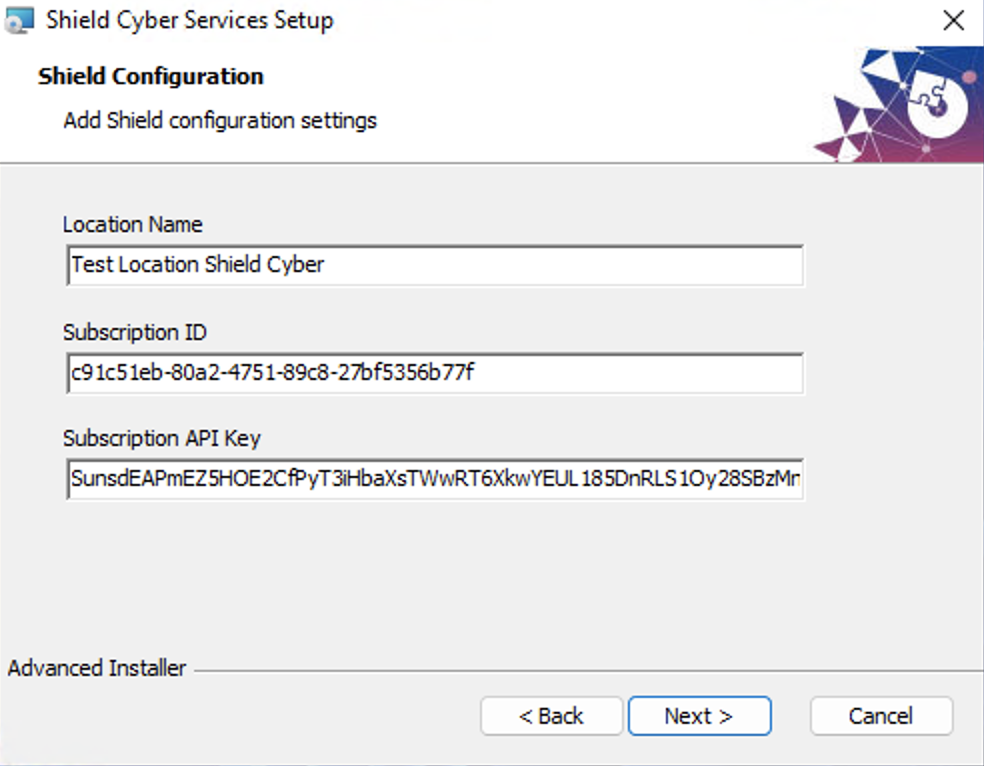 Shield Cyber Services Setup
Shield Configuration
Add Shield configuration settings
Location Name
Test Location Shield Cyber
Subscription ID
c91c51eb-80a2-4751-89c8-27bf5356b77f
Subscription API Key
SunsdEAPmEZ5HOE2CfPyT3iHbaXsTWwRT6XkwYEUL185DnRLS1Oy28SBzMn
Advanced Installer
< Back
Next >
Cancel